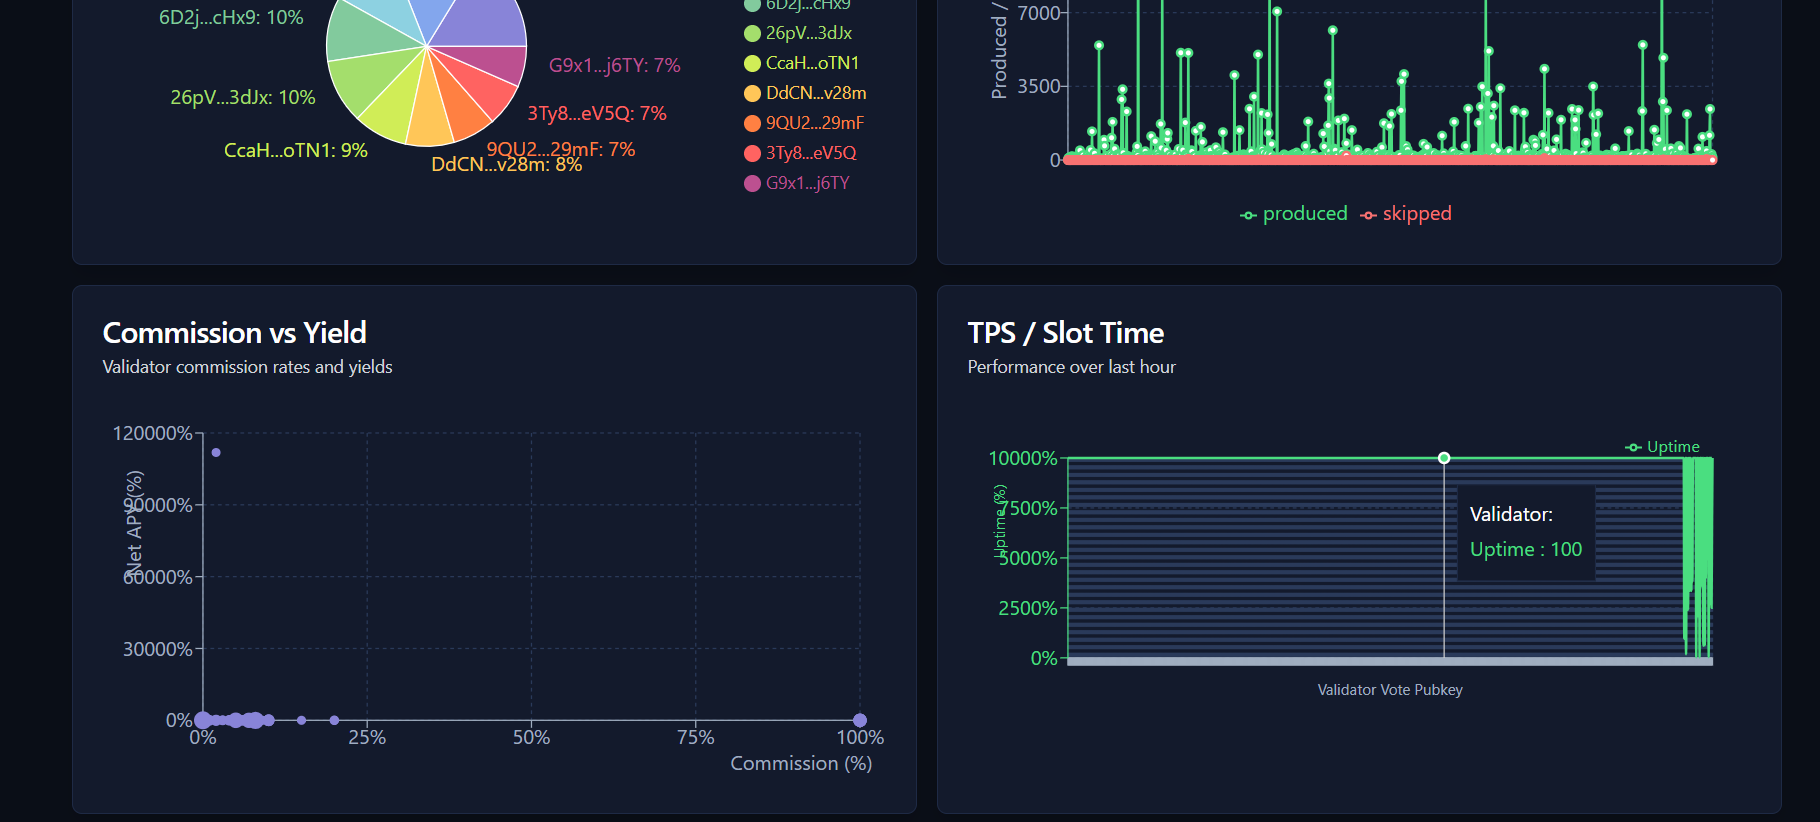 6D2j...cHx9: 10%
26pV...3dJx: 10%
CcaH...oTN1: 9%
DdCN...v28m: 8%
9QU2...29mF: 7%
3Ty8...eV5Q: 7%
G9x1...j6TY: 7%
6D2j...cHx9
26pV...3dJx
CcaH...oTN1
DdCN...v28m
9QU2...29mF
3Ty8...eV5Q
G9x1...j6TY
Produced /
7000
3500
0
produced
skipped
Commission vs Yield
Validator commission rates and yields
Net APY (%)
120000%
90000%
60000%
30000%
0%
0%
25%
50%
75%
100%
Commission (%)
TPS / Slot Time
Performance over last hour
Uptime
Uptime (%)
10000%
7500%
5000%
2500%
0%
Validator:
Uptime : 100
Validator Vote Pubkey